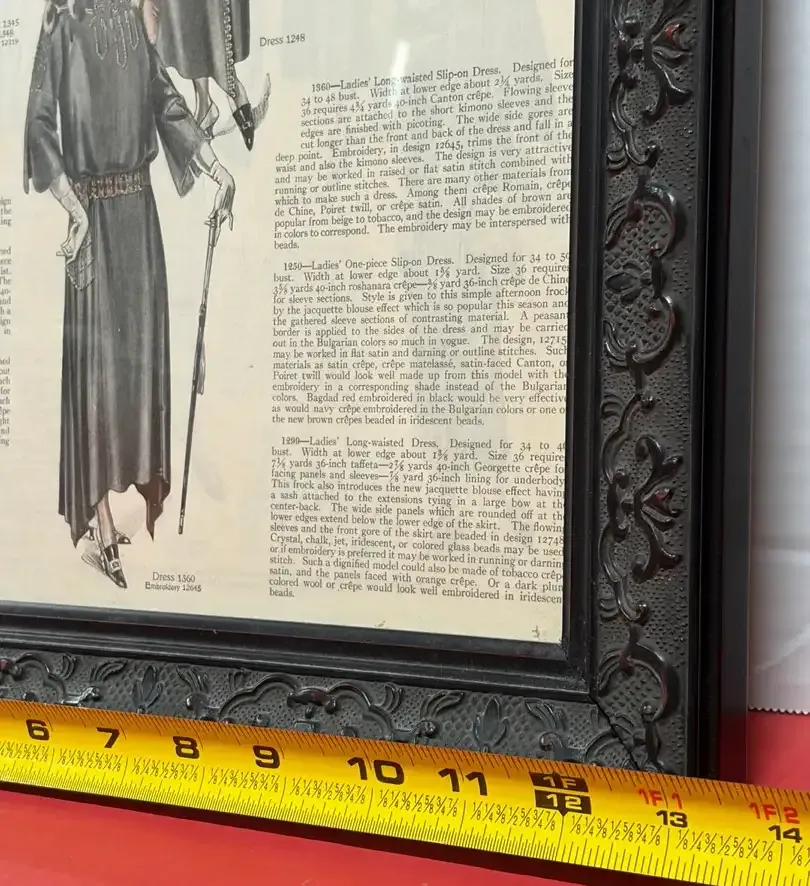 1345
1348
12119
Dress 1248
1360—Ladies' Long-waisted Slip-on Dress. Designed for
34 to 48 bust. Width at lower edge about 2¼ yards. Size
36 requires 4¾ yards 40-inch Canton crêpe. Flowing sleeve
sections are attached to the short kimono sleeves and the
edges are finished with picoting. The wide side gores are
cut longer than the front and back of the dress and fall in a
deep point. Embroidery, in design 12645, trims the front of the
waist and also the kimono sleeves. The design is very attractive
and may be worked in raised or flat satin stitch combined with
running or outline stitches. There are many other materials from
which to make such a dress. Among them crêpe Romain, crêpe
de Chine, Poiret twill, or crêpe satin. All shades of brown are
popular from beige to tobacco, and the design may be embroidered
in colors to correspond. The embroidery may be interspersed with
beads.
1250—Ladies' One-piece Slip-on Dress. Designed for 34 to 50
bust. Width at lower edge about 1⅝ yard. Size 36 requires
3⅝ yards 40-inch roshanara crêpe—⅝ yard 36-inch crêpe de Chine
for sleeve sections. Style is given to this simple afternoon frock
by the jacquette blouse effect which is so popular this season and
the gathered sleeve sections of contrasting material. A peasant
border is applied to the sides of the dress and may be carried
out in the Bulgarian colors so much in vogue. The design, 12715
may be worked in flat satin and darning or outline stitches. Such
materials as satin crêpe, crêpe matelassé, satin-faced Canton, or
Poiret twill would look well made up from this model with the
embroidery in a corresponding shade instead of the Bulgarian
colors. Bagdad red embroidered in black would be very effective
as would navy crêpe embroidered in the Bulgarian colors or one o
the new brown crêpes beaded in iridescent beads.
1299—Ladies' Long-waisted Dress. Designed for 34 to 4
bust. Width at lower edge about 1⅝ yard. Size 36 require
7⅞ yards 36-inch taffeta—2⅞ yards 40-inch Georgette crêpe fo
facing panels and sleeves—⅞ yard 36-inch lining for underbody
This frock also introduces the new jacquette blouse effect having
a sash attached to the extensions tying in a large bow at the
center-back. The wide side panels which are rounded off at the
lower edges extend below the lower edge of the skirt. The flowing
sleeves and the front gore of the skirt are beaded in design 12748
Crystal, chalk, jet, iridescent, or colored glass beads may be used
or if embroidery is preferred it may be worked in running or darning
stitch. Such a dignified model could also be made of tobacco crêp
satin, and the panels faced with orange crêpe. Or a dark plum
colored wool or crêpe would look well embroidered in iridescen
beads.
Dress 1360
Embroidery 12645
6 7 8 9 10 11 1F 12 1F1 13 1F2 14